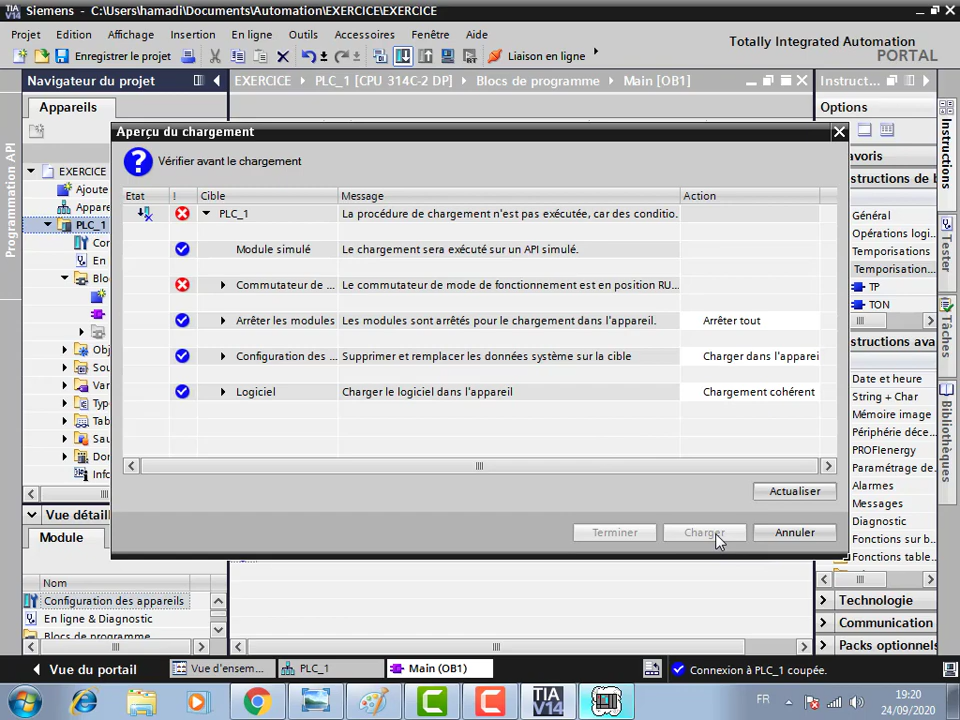 Siemens - C:\Users\hamadi\Documents\Automation\EXERCICE\EXERCICE
TIA
V14
Projet Edition Affichage Insertion En ligne Outils Accessoires Fenêtre Aide
Totally Integrated Automation
PORTAL
Enregistrer le projet
Liaison en ligne
Navigateur du projet
EXERCICE PLC_1 [CPU 314C-2 DP] Blocs de programme Main [OB1]
Instruct...
Appareils
Options
Programmation API
Aperçu du chargement
Vérifier avant le chargement
Etat ! Cible Message Action
PLC_1 La procédure de chargement n'est pas exécutée, car des conditio.
Module simulé Le chargement sera exécuté sur un API simulé.
Commutateur de ... Le commutateur de mode de fonctionnement est en position RU...
Arrêter les modules Les modules sont arrêtés pour le chargement dans l'appareil. Arrêter tout
Configuration des ... Supprimer et remplacer les données système sur la cible Charger dans l'apparei
Logiciel Charger le logiciel dans l'appareil Chargement cohérent
Actualiser
Terminer Charger Annuler
EXERCICE
Ajoute
Appare
PLC_1
Con
En
Blo
Obj
Sou
Var
Typ
Tab
Sau
Don
Info
avoris
structions de b
Général
Opérations logi...
Temporisations
Temporisation...
TP
TON
structions ava
Date et heure
String + Char
Mémoire image
Périphérie déce...
PROFIenergy
Paramétrage de
Alarmes
Messages
Diagnostic
Fonctions sur b
Fonctions table...
Technologie
Communication
Packs optionnels
Instructions
Tester
Tâches
Bibliothèques
Vue détaill
Module
Nom
Configuration des appareils
En ligne & Diagnostic
Blocs de programme
Vue du portail
Vue d'ensem...
PLC_1
Main (OB1)
Connexion à PLC_1 coupée.
TIA
V14
FR
19:20
24/09/2020